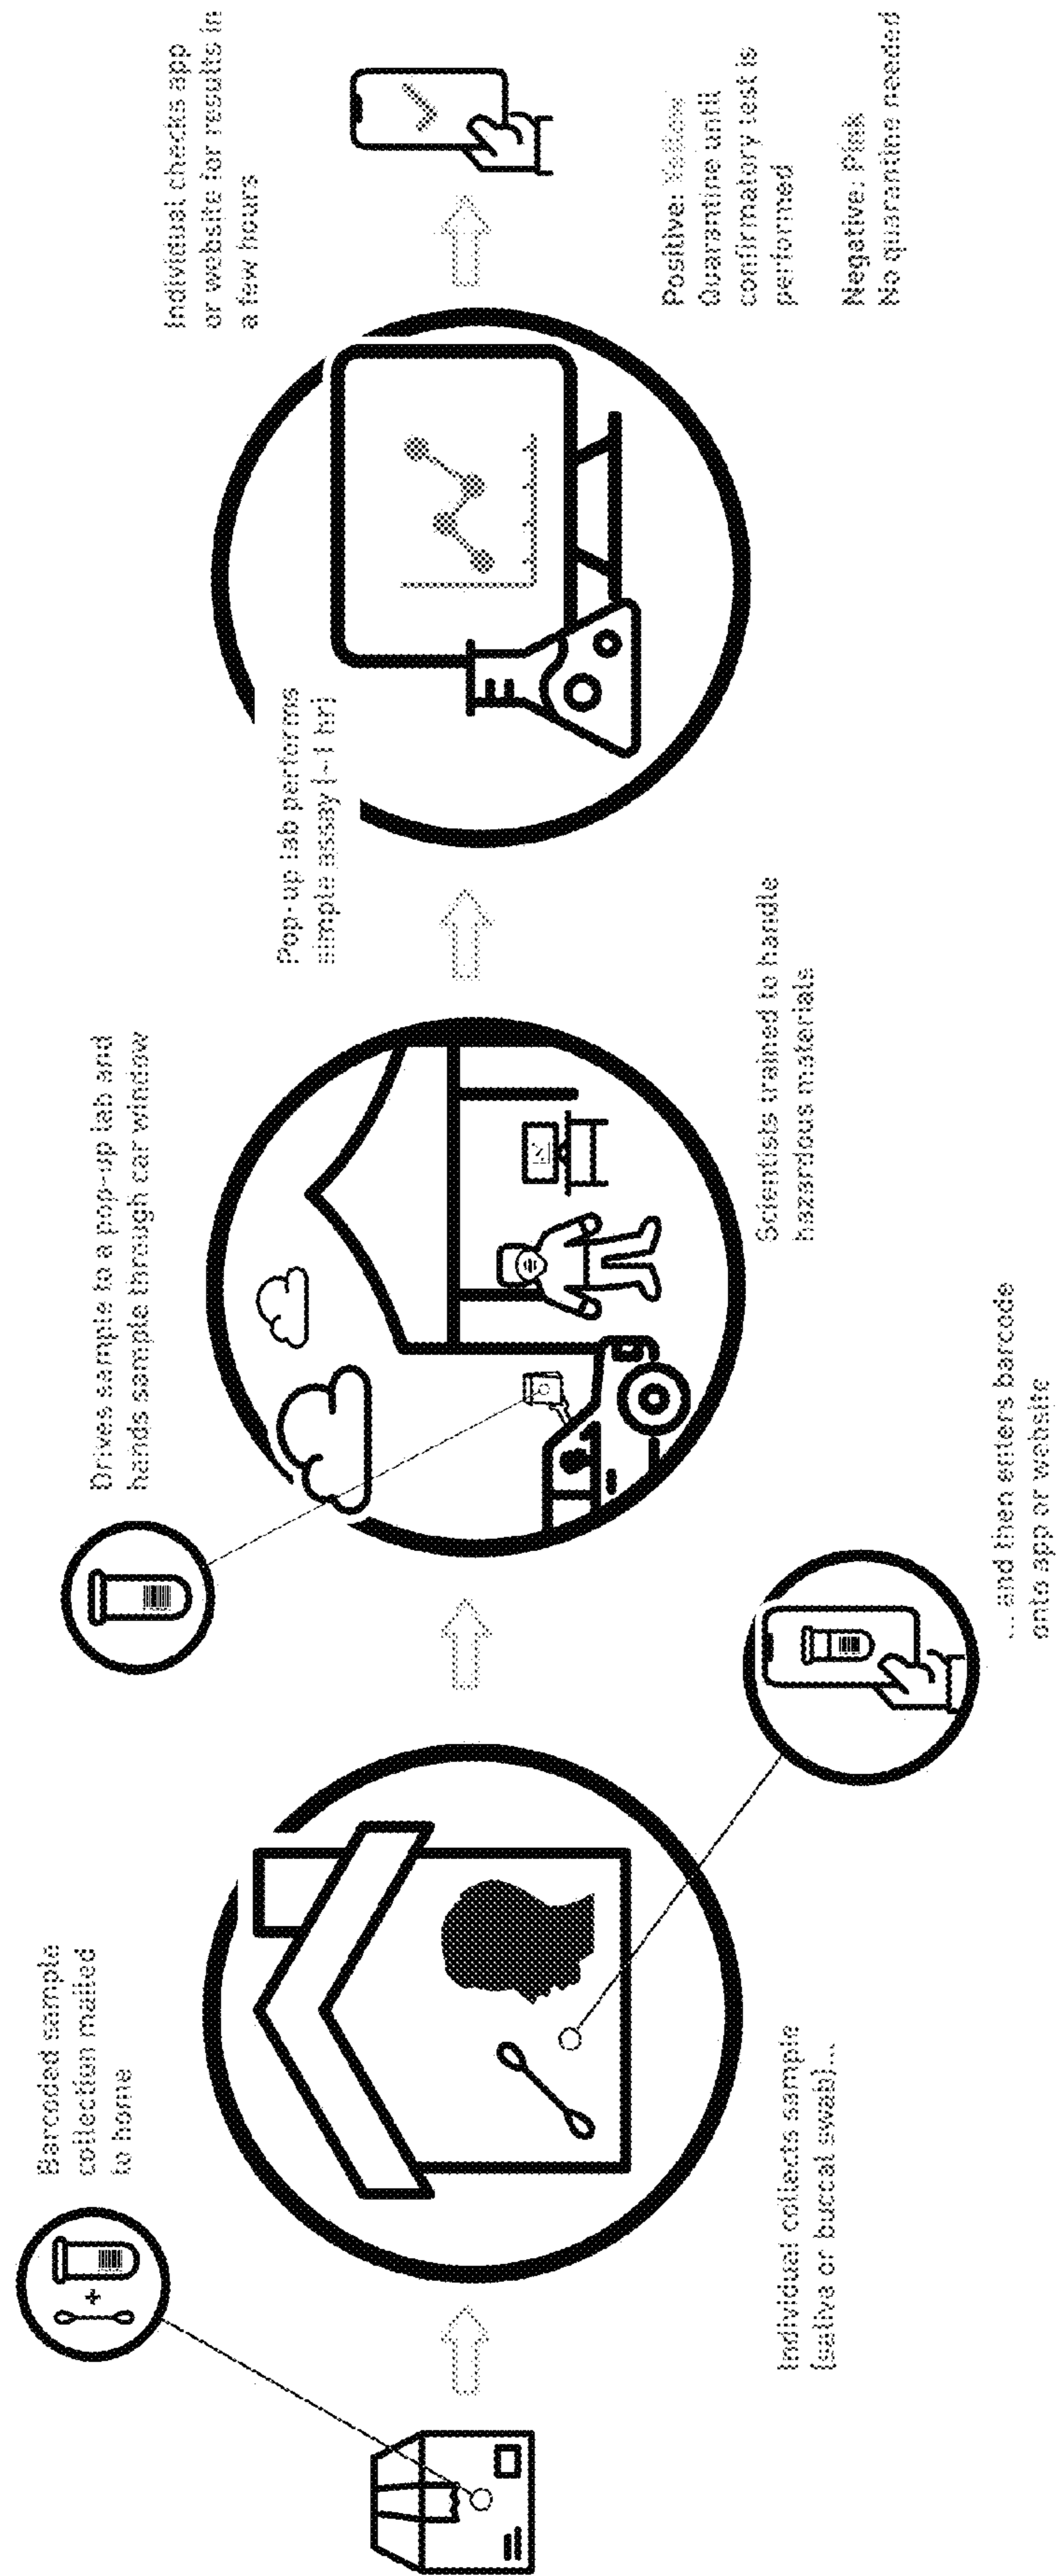 Barcoded sample
collection mailed
to home
Individual collects sample
(saliva or buccal swab)...
... and then enters barcode
onto app or website
Drives sample to a pop-up lab and
hands sample through car window
Scientists trained to handle
hazardous materials
Pop-up lab performs
simple assay (~1 hr)
Individual checks app
or website for results in
a few hours
Positive: Yellow
Quarantine until
confirmatory test is
performed
Negative: Pink
No quarantine needed